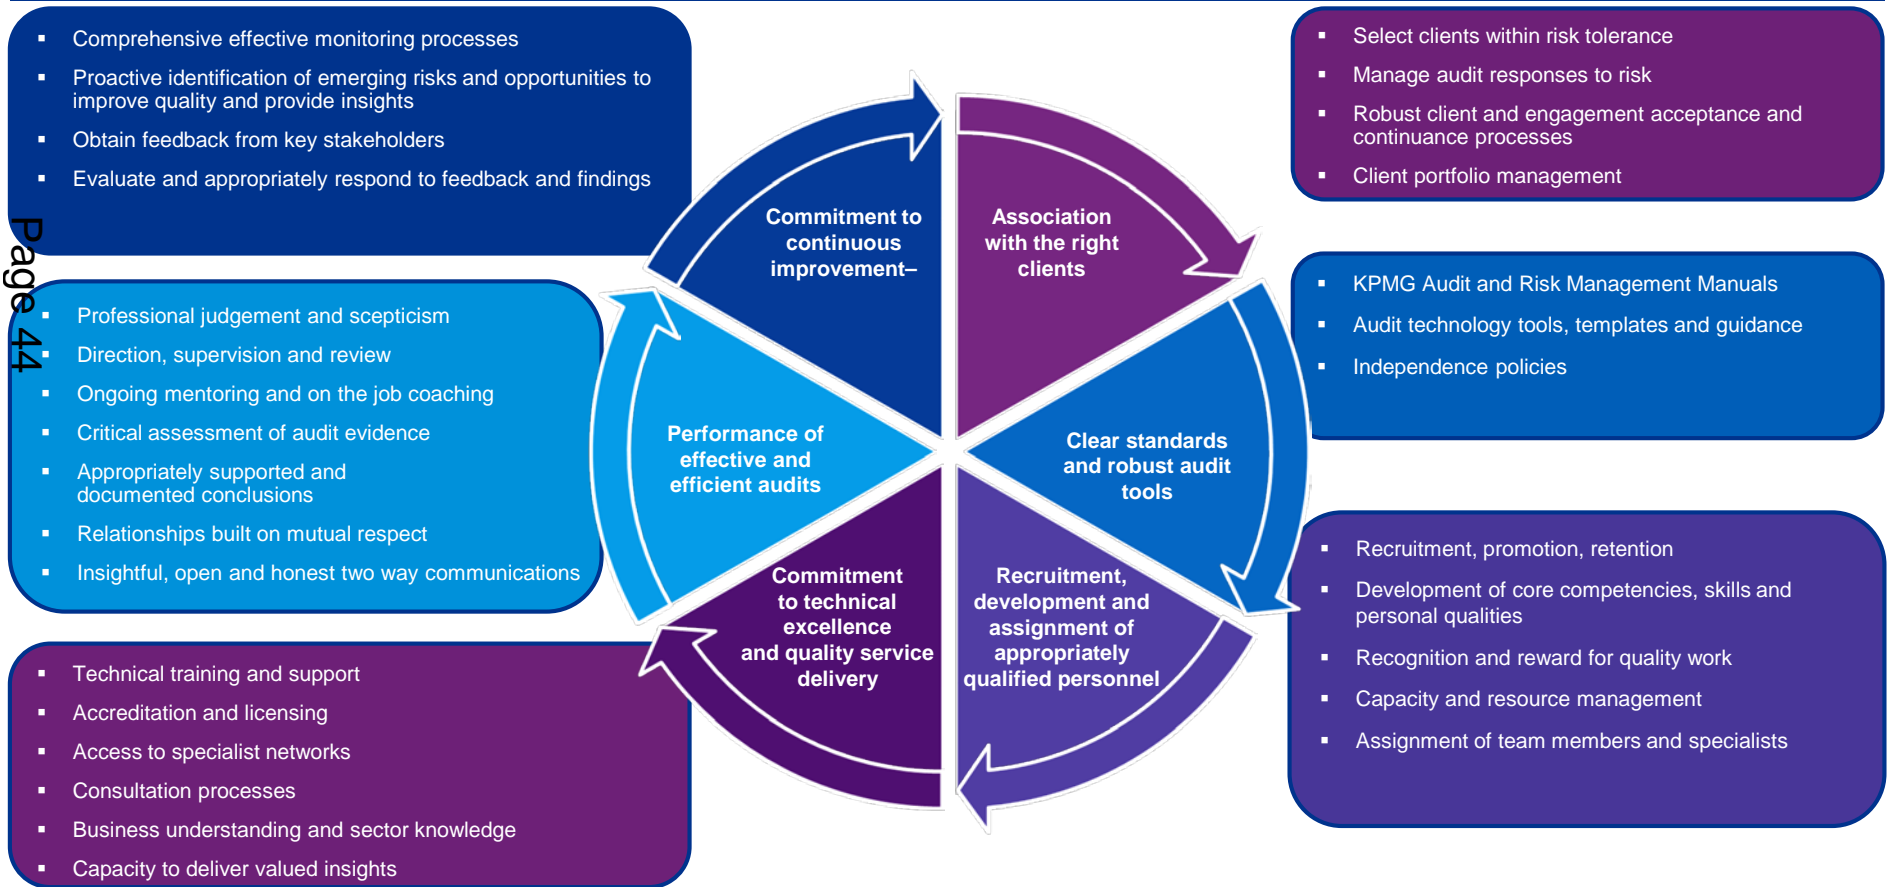 Comprehensive effective monitoring processes
Proactive identification of emerging risks and opportunities to
improve quality and provide insights
Obtain feedback from key stakeholders
Evaluate and appropriately respond to feedback and findings
Page 44
Professional judgement and scepticism
Direction, supervision and review
Ongoing mentoring and on the job coaching
Critical assessment of audit evidence
Appropriately supported and
documented conclusions
Relationships built on mutual respect
Insightful, open and honest two way communications
Technical training and support
Accreditation and licensing
Access to specialist networks
Consultation processes
Business understanding and sector knowledge
Capacity to deliver valued insights
Commitment to
continuous
improvement–
Association
with the right
clients
Performance of
effective and
efficient audits
Clear standards
and robust audit
tools
Commitment
to technical
excellence
and quality service
delivery
Recruitment,
development and
assignment of
appropriately
qualified personnel
Select clients within risk tolerance
Manage audit responses to risk
Robust client and engagement acceptance and
continuance processes
Client portfolio management
KPMG Audit and Risk Management Manuals
Audit technology tools, templates and guidance
Independence policies
Recruitment, promotion, retention
Development of core competencies, skills and
personal qualities
Recognition and reward for quality work
Capacity and resource management
Assignment of team members and specialists